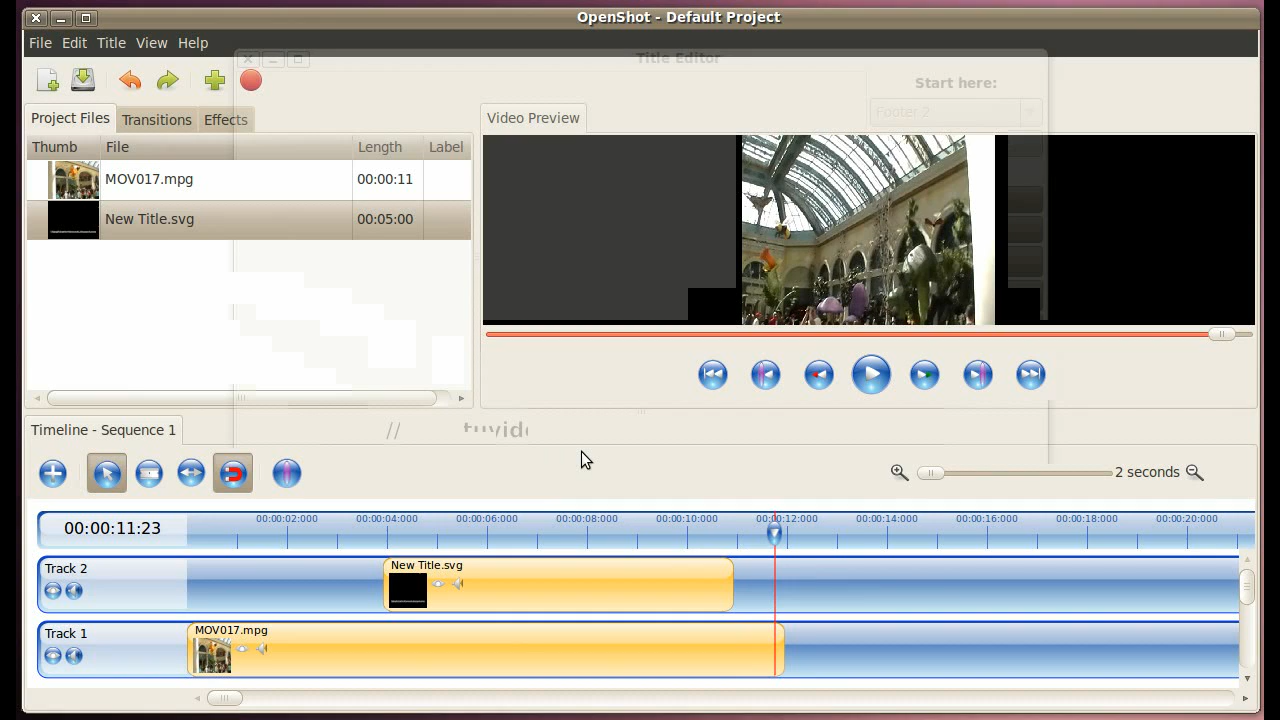 OpenShot - Default Project
File Edit Title View Help
Title Editor
Start here:
Footer 2
Project Files Transitions Effects
Video Preview
Thumb File Length Label
MOV017.mpg 00:00:11
New Title.svg 00:05:00
Timeline - Sequence 1
//
2 seconds
00:00:11:23
00:00:02:000 00:00:04:000 00:00:06:000 00:00:08:000 00:00:10:000 00:00:12:000 00:00:14:000 00:00:16:000 00:00:18:000 00:00:20:000
Track 2
New Title.svg
Track 1
MOV017.mpg